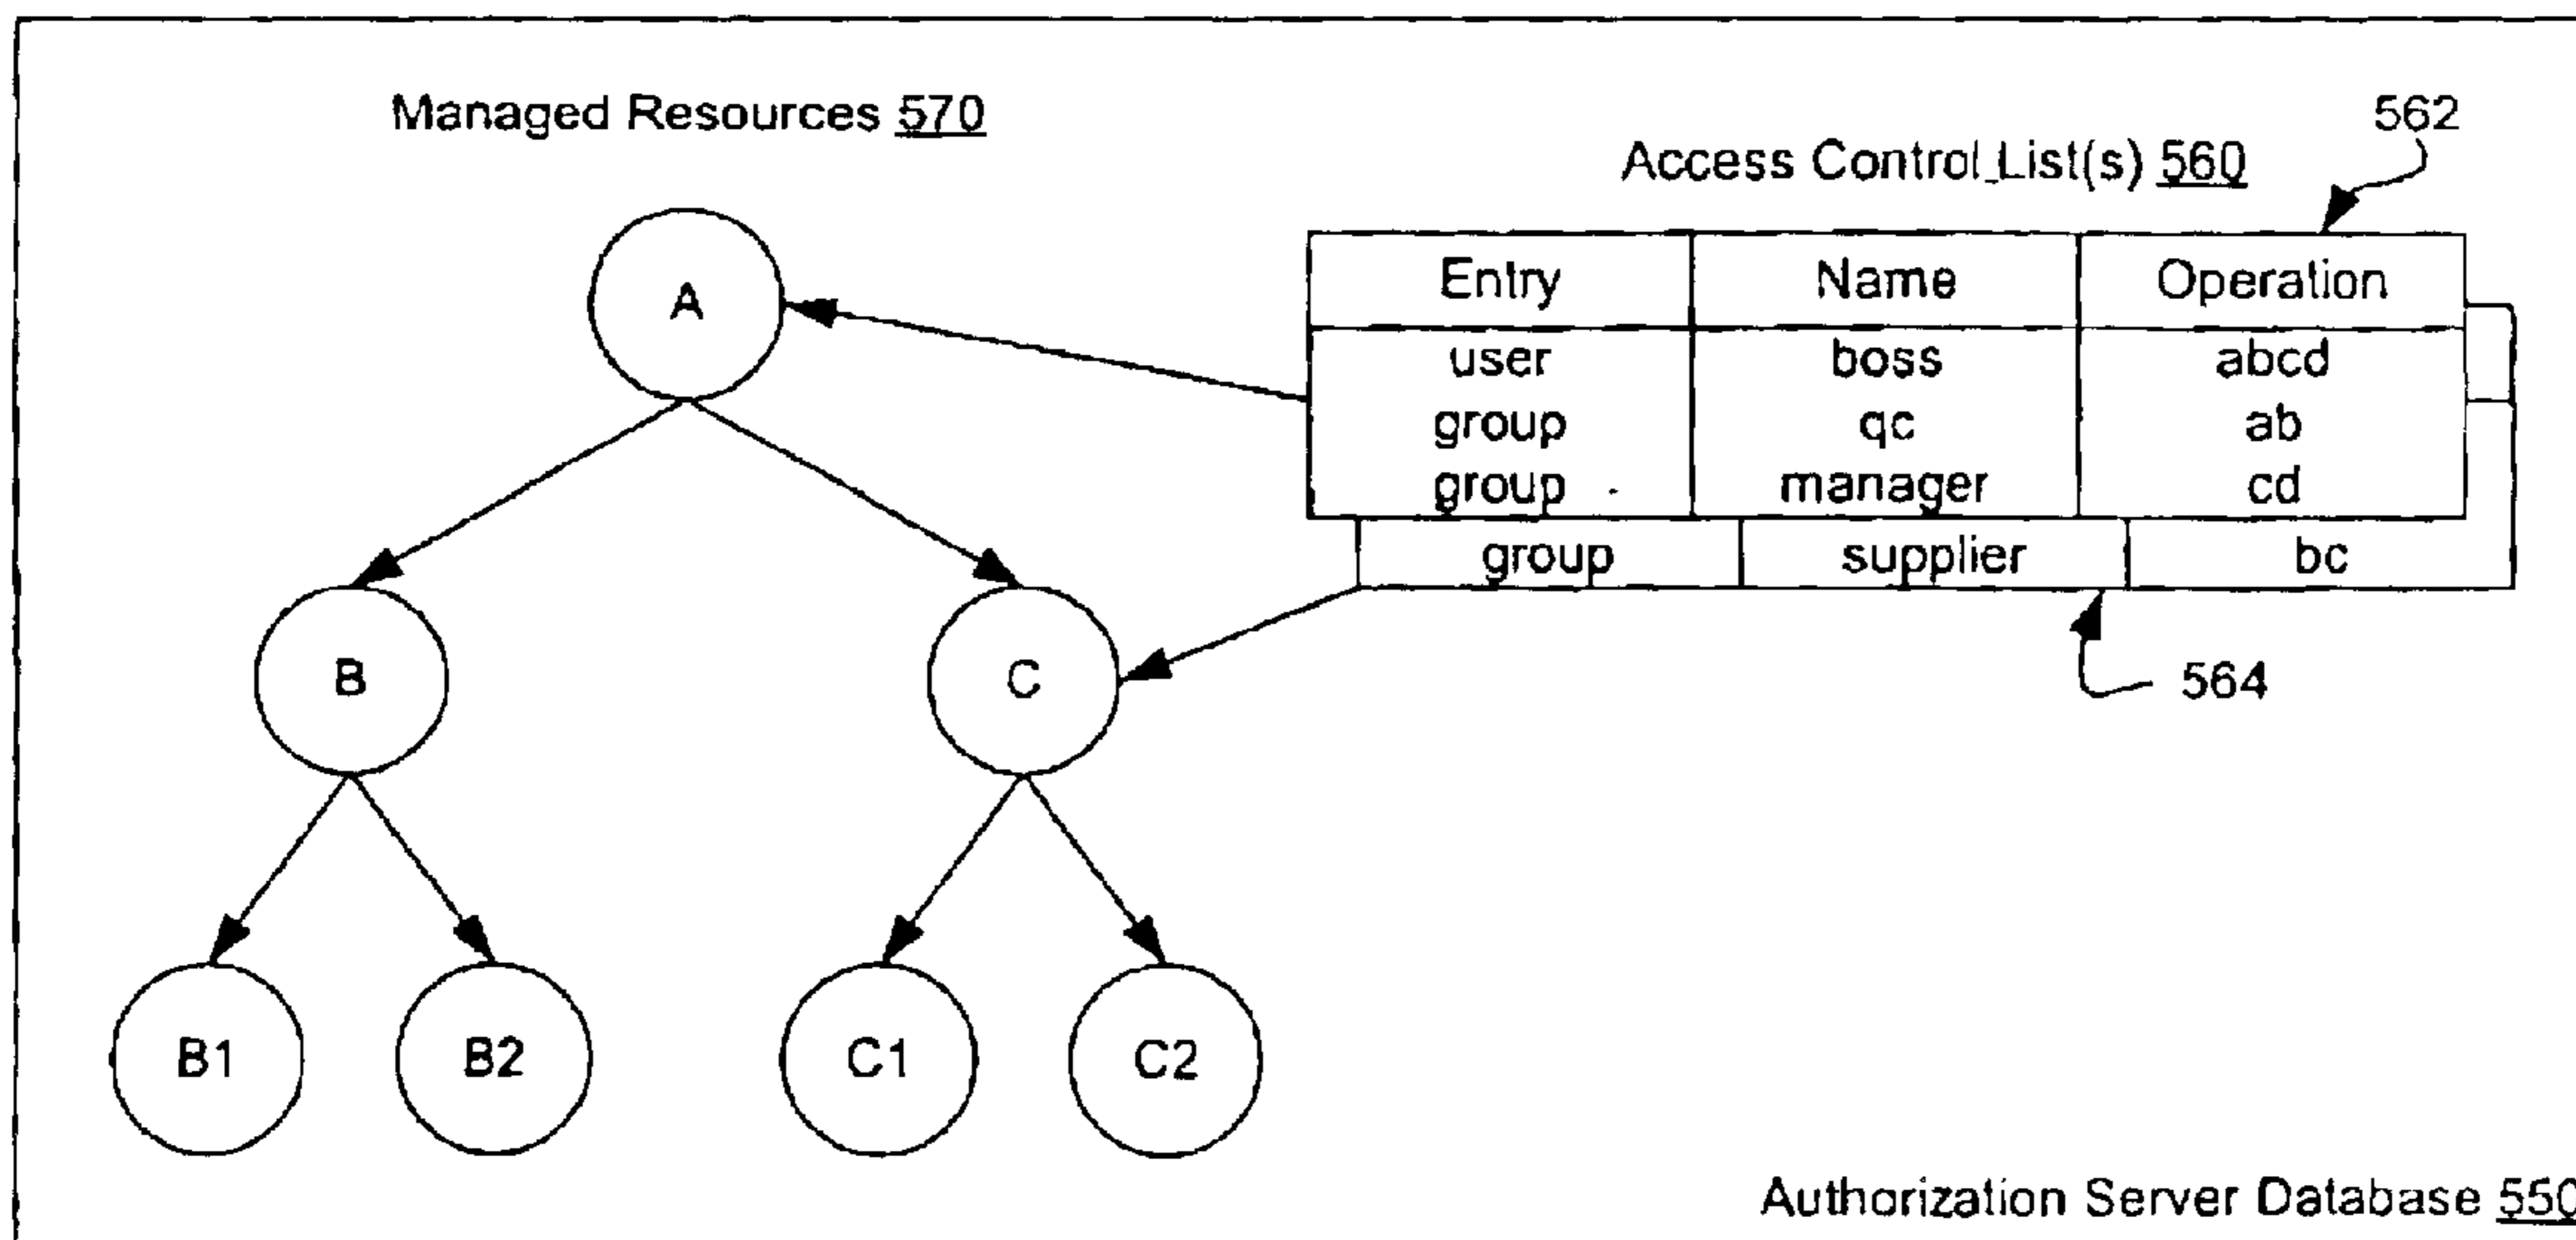 Managed Resources 570
562
Access Control List(s) 560
Entry Name Operation
user boss abcd
group qc ab
group manager cd
group supplier bc
564
A
B
C
B1
B2
C1
C2
Authorization Server Database 550